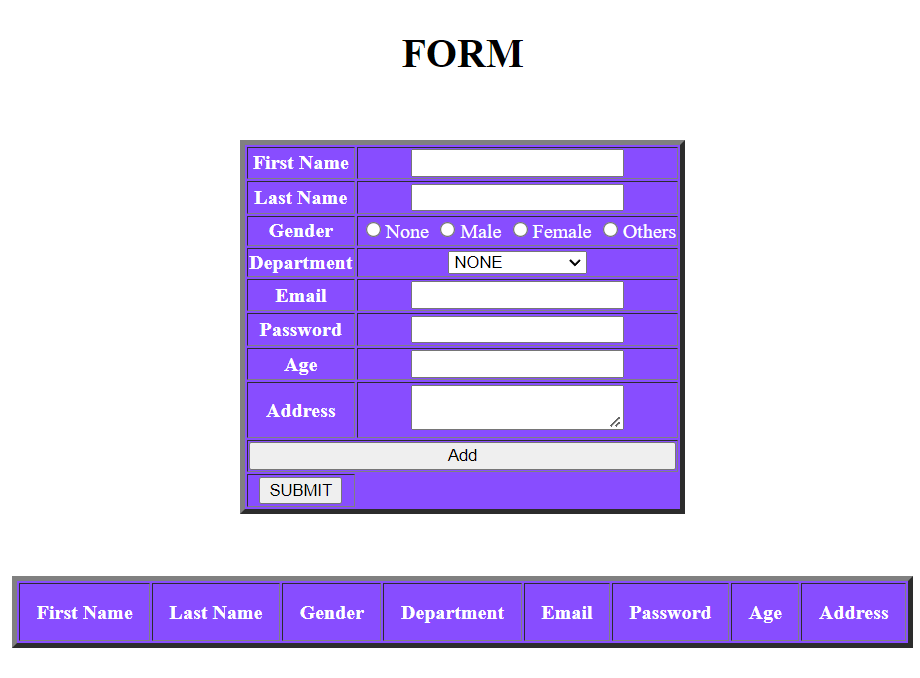 FORM
First Name
Last Name
Gender None Male Female Others
Department NONE
Email
Password
Age
Address
Add
SUBMIT
First Name Last Name Gender Department Email Password Age Address